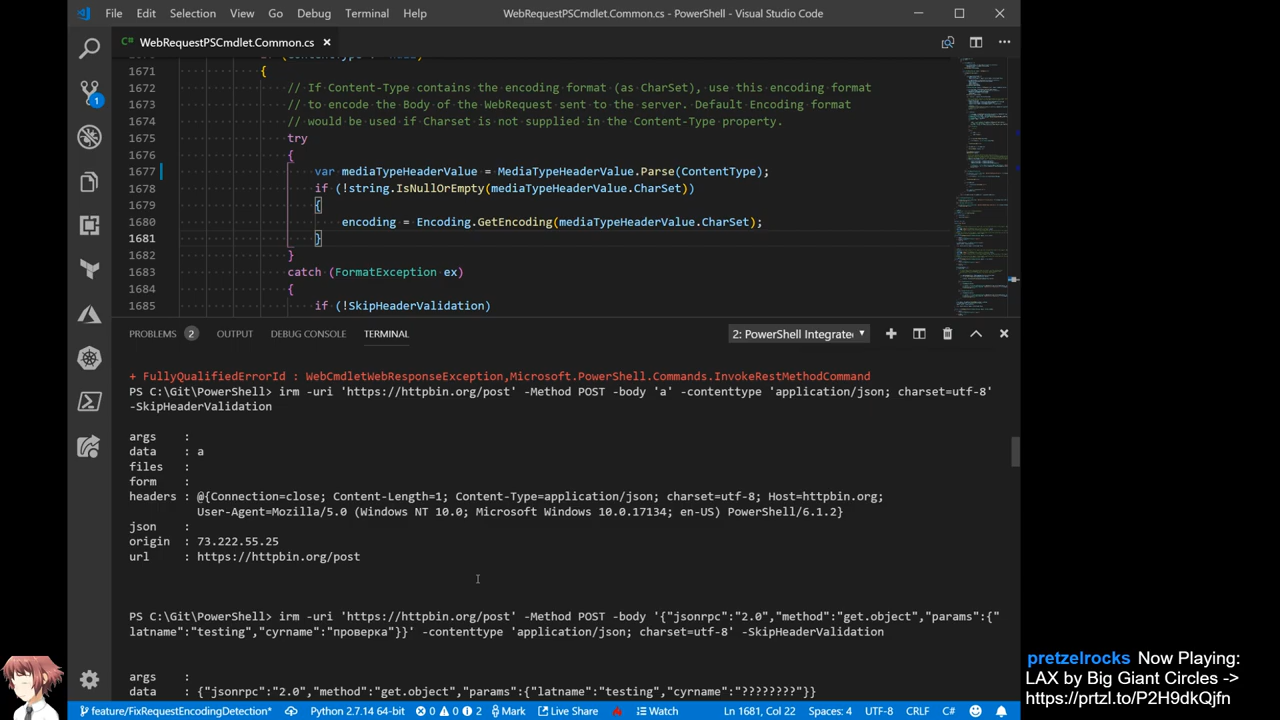 File Edit Selection View Go Debug Terminal Help WebRequestPSCmdlet.Common.cs - PowerShell - Visual Studio Code
WebRequestPSCmdlet.Common.cs
1671 {
1672 If Content-Type contains the encoding format (as CharSet), use this encoding format
1673 to encode the Body of the WebRequest sent to the server. Default Encoding format
1674 would be used if Charset is not supplied in the Content-Type property.
1675 try
1676 {
1677 var mediaTypeHeaderValue = MediaTypeHeaderValue.Parse(ContentType);
1678 if (!string.IsNullOrEmpty(mediaTypeHeaderValue.CharSet))
1679 {
1680 encoding = Encoding.GetEncoding(mediaTypeHeaderValue.CharSet);
1681 }
1682 }
1683 catch (FormatException ex)
1684 {
1685 if (!SkipHeaderValidation)
PROBLEMS 2 OUTPUT DEBUG CONSOLE TERMINAL 2: PowerShell Integrate
+ FullyQualifiedErrorId : WebCmdletWebResponseException,Microsoft.PowerShell.Commands.InvokeRestMethodCommand
PS C:\Git\PowerShell> irm -uri 'https://httpbin.org/post' -Method POST -body 'a' -contenttype 'application/json; charset=utf-8'
-SkipHeaderValidation
args :
data : a
files :
form :
headers : @{Connection=close; Content-Length=1; Content-Type=application/json; charset=utf-8; Host=httpbin.org;
User-Agent=Mozilla/5.0 (Windows NT 10.0; Microsoft Windows 10.0.17134; en-US) PowerShell/6.1.2}
json :
origin : 73.222.55.25
url : https://httpbin.org/post
PS C:\Git\PowerShell> irm -uri 'https://httpbin.org/post' -Method POST -body '{"jsonrpc":"2.0","method":"get.object","params":{"
latname":"testing","cyrname":"проверка"}}' -contenttype 'application/json; charset=utf-8' -SkipHeaderValidation
args :
data : {"jsonrpc":"2.0","method":"get.object","params":{"latname":"testing","cyrname":"????????"}}
feature/FixRequestEncodingDetection* Python 2.7.14 64-bit 0 0 2 Mark Live Share Watch Ln 1681, Col 22 Spaces: 4 UTF-8 CRLF C#
pretzelrocks Now Playing:
LAX by Big Giant Circles ->
https://prtzl.to/P2H9dkQjfn